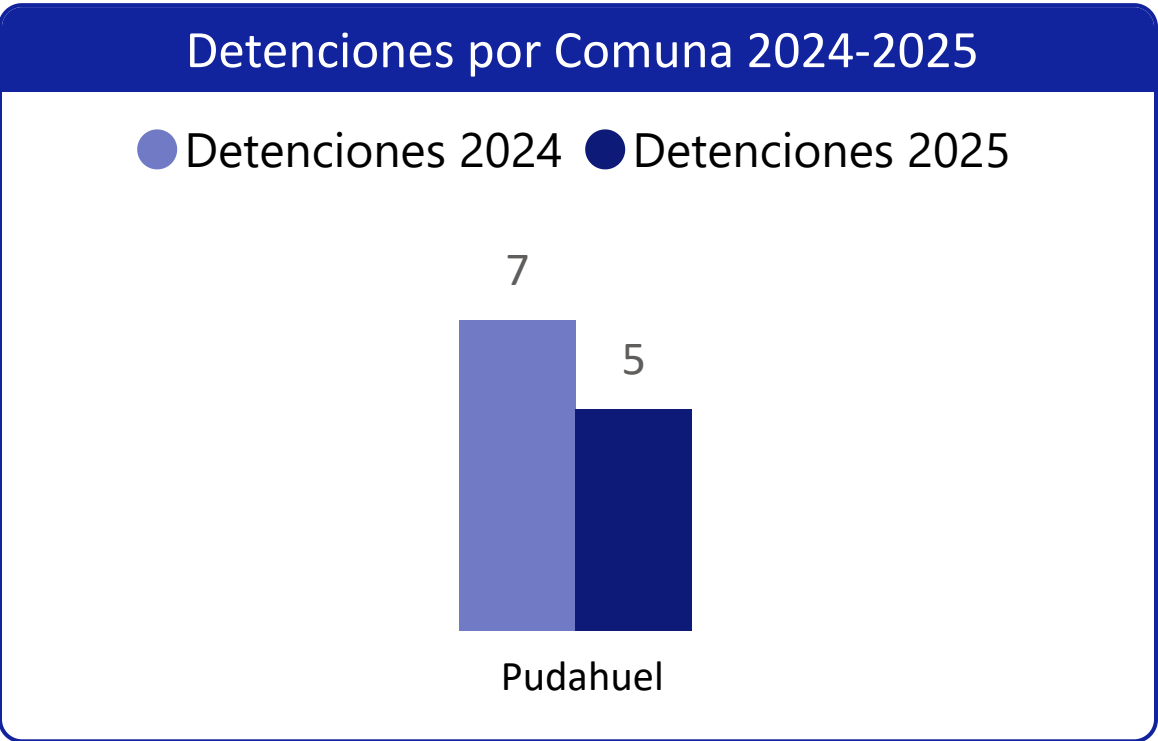 Detenciones por Comuna 2024-2025
Detenciones 2024 Detenciones 2025
7
5
Pudahuel